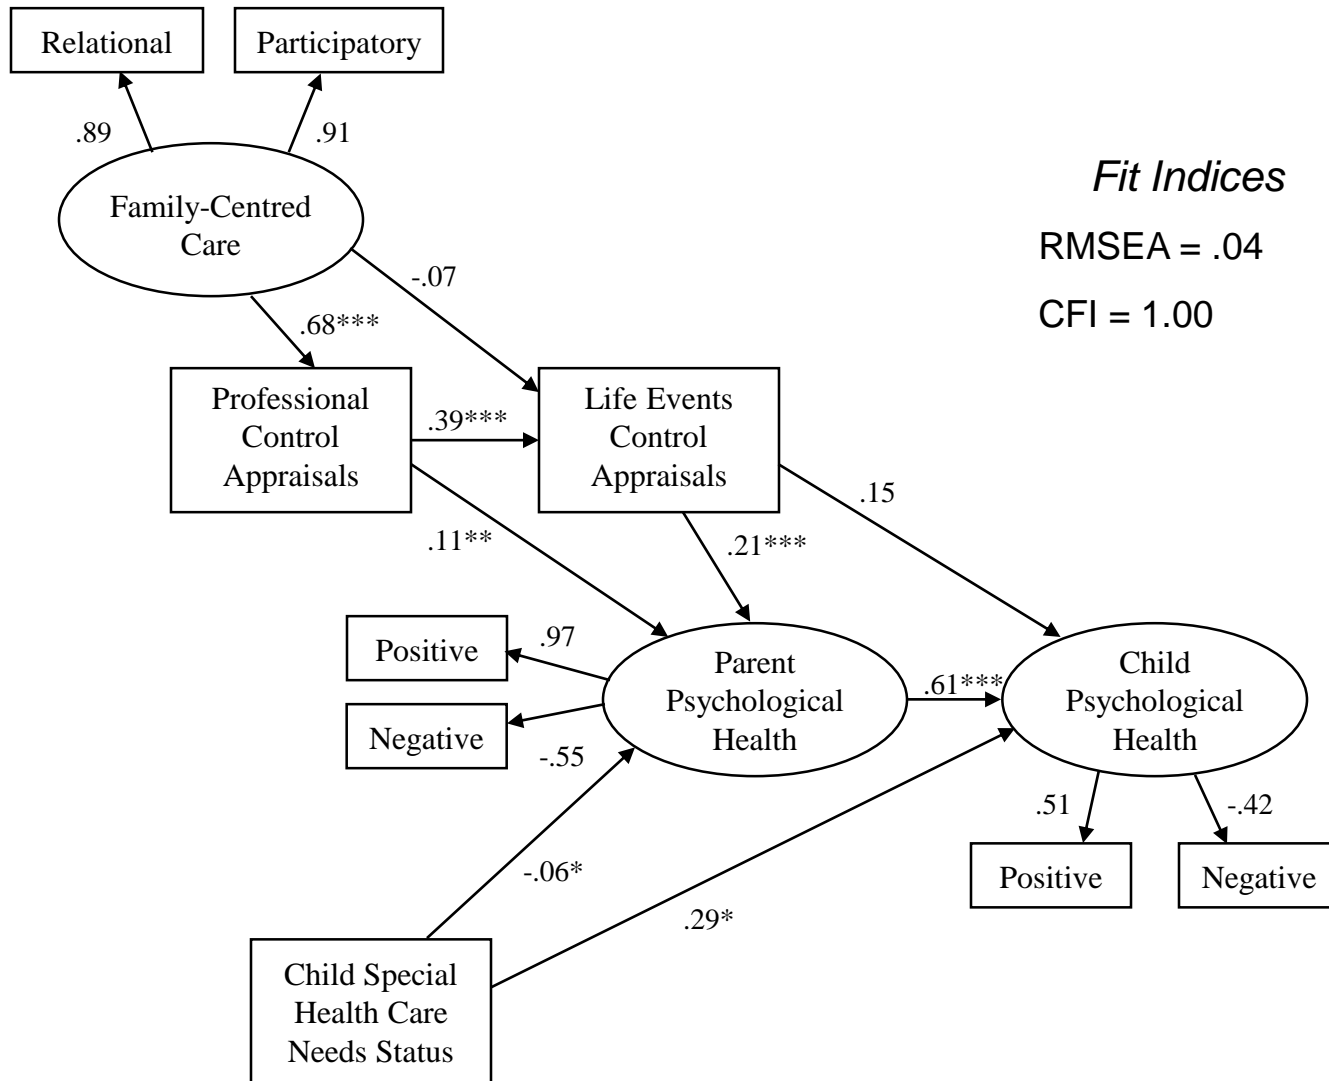 Relational
Participatory
.89
.91
Family-Centred
Care
Fit Indices
RMSEA = .04
CFI = 1.00
-.07
.68***
Professional
Control
Appraisals
.39***
Life Events
Control
Appraisals
.15
.11**
.21***
Positive
.97
Negative
-.55
Parent
Psychological
Health
.61***
Child
Psychological
Health
.51
-.42
Positive
Negative
-.06*
.29*
Child Special
Health Care
Needs Status